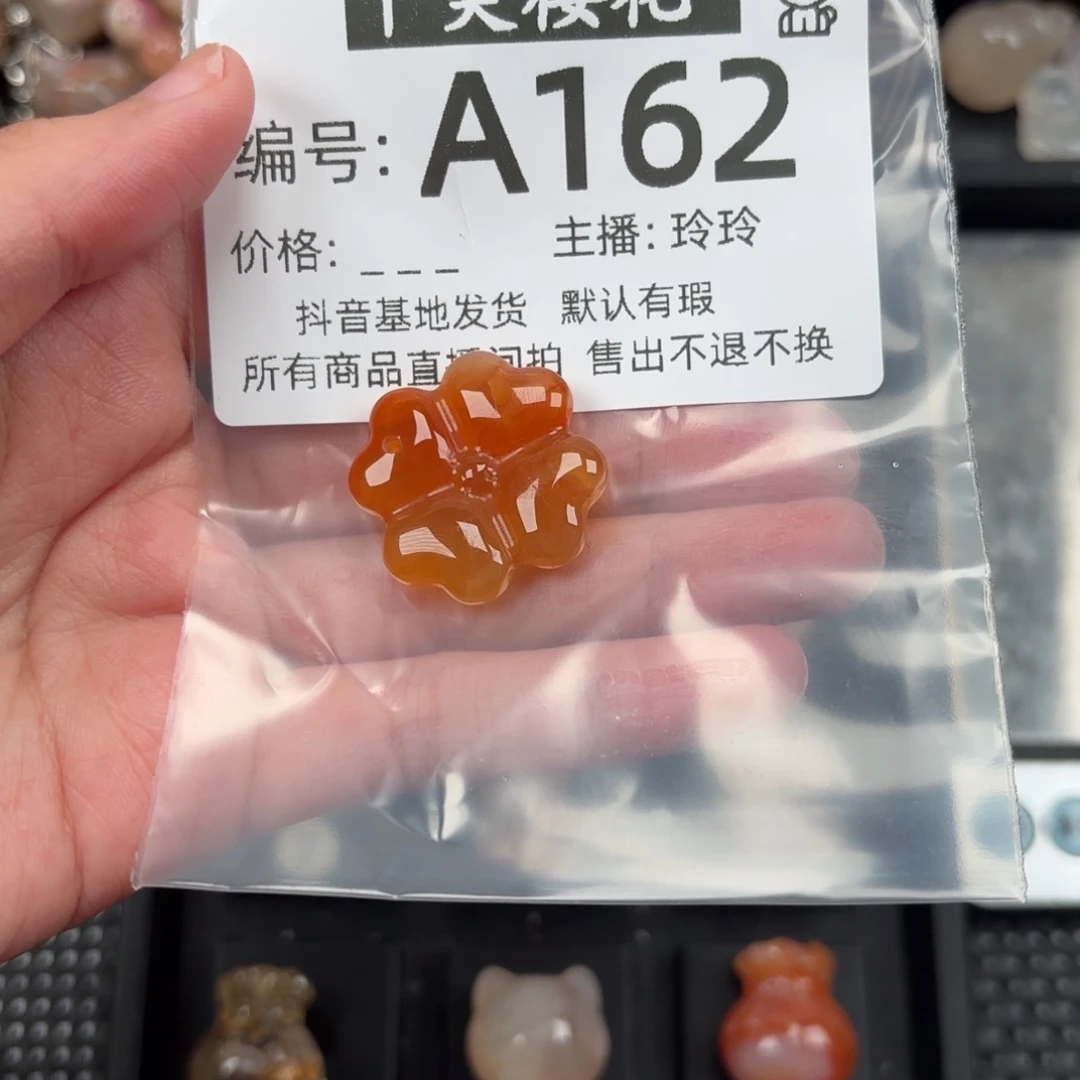 编号: A162
价格: _ _ _ 主播: 玲玲
抖音基地发货 默认有瑕
所有商品直播间拍 售出不退不换